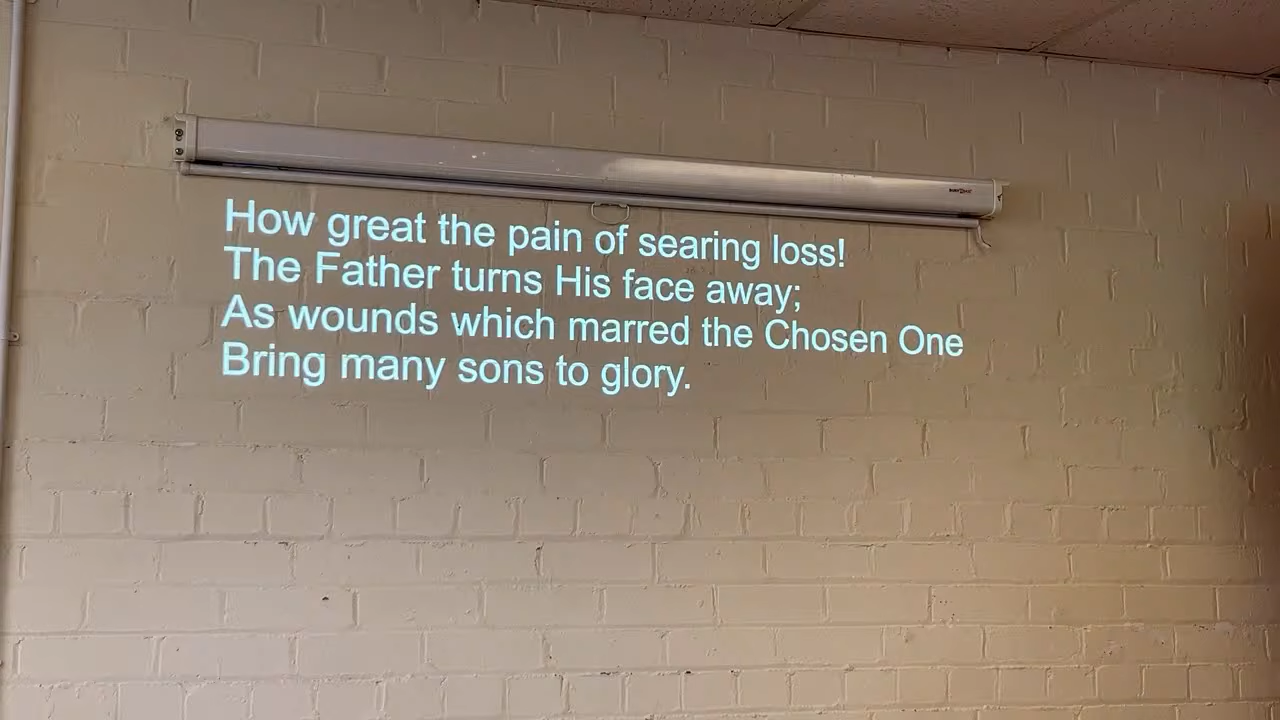 How great the pain of searing loss!
The Father turns His face away;
As wounds which marred the Chosen One
Bring many sons to glory.